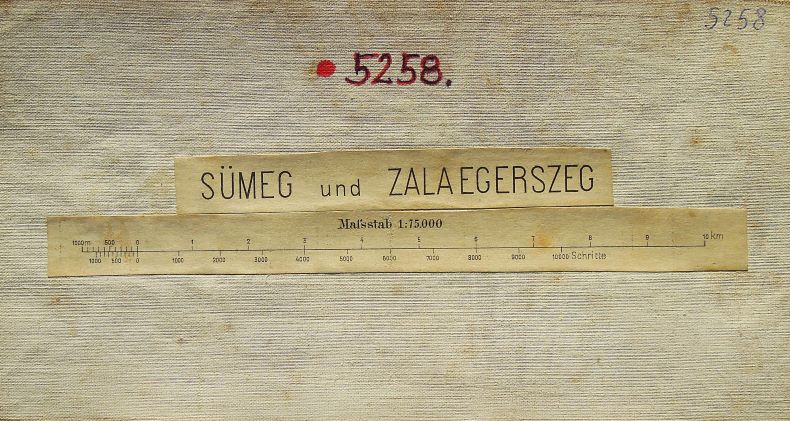 5258
5258.
SÜMEG und ZALAEGERSZEG
Maſsstab 1:75.000
1000m 500 0 1 2 3 4 5 6 7 8 9 10 km
1000 500 0 1000 2000 3000 4000 5000 6000 7000 8000 9000 10000 Schritte